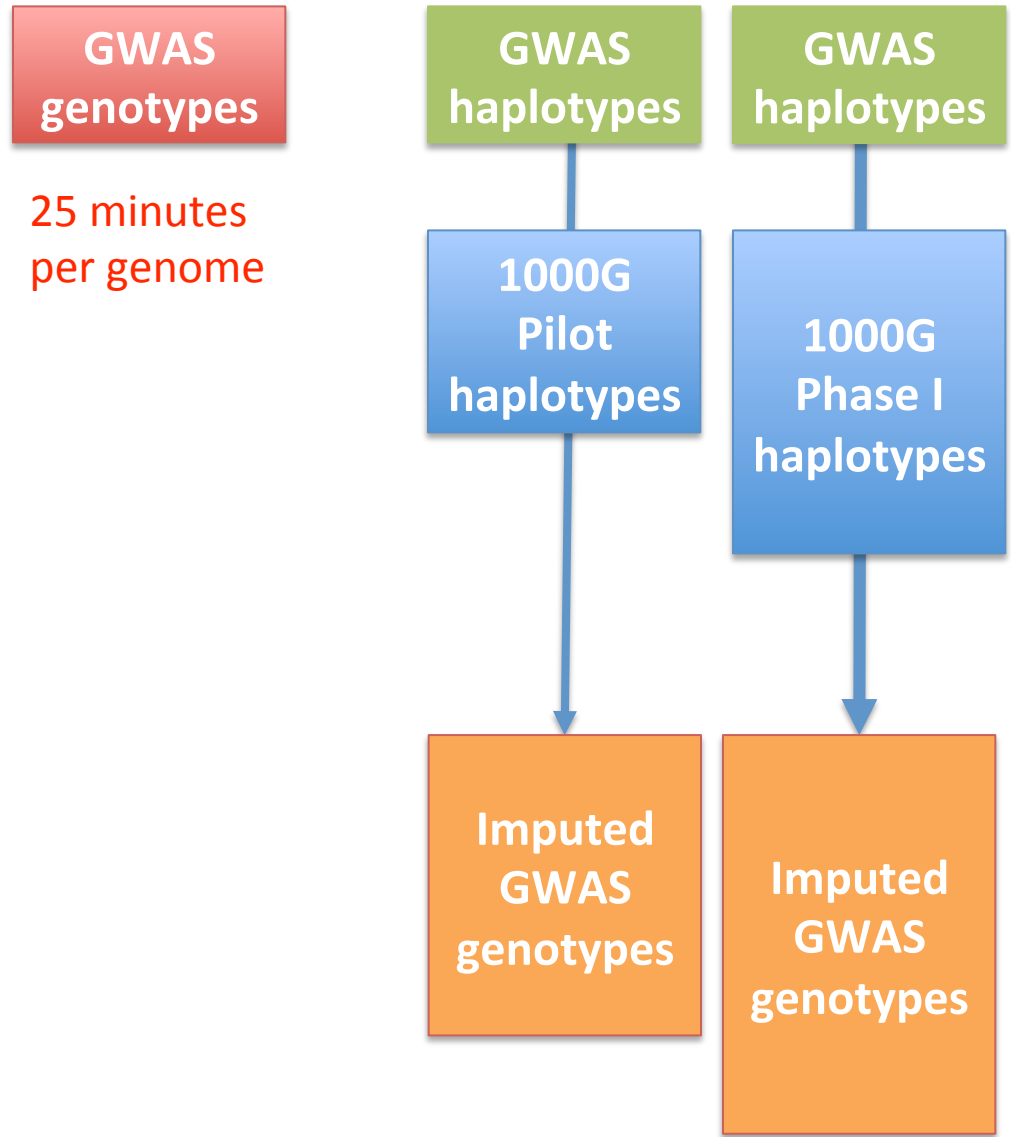 GWAS
genotypes
25 minutes
per genome
GWAS
haplotypes
1000G
Pilot
haplotypes
Imputed
GWAS
genotypes
GWAS
haplotypes
1000G
Phase I
haplotypes
Imputed
GWAS
genotypes